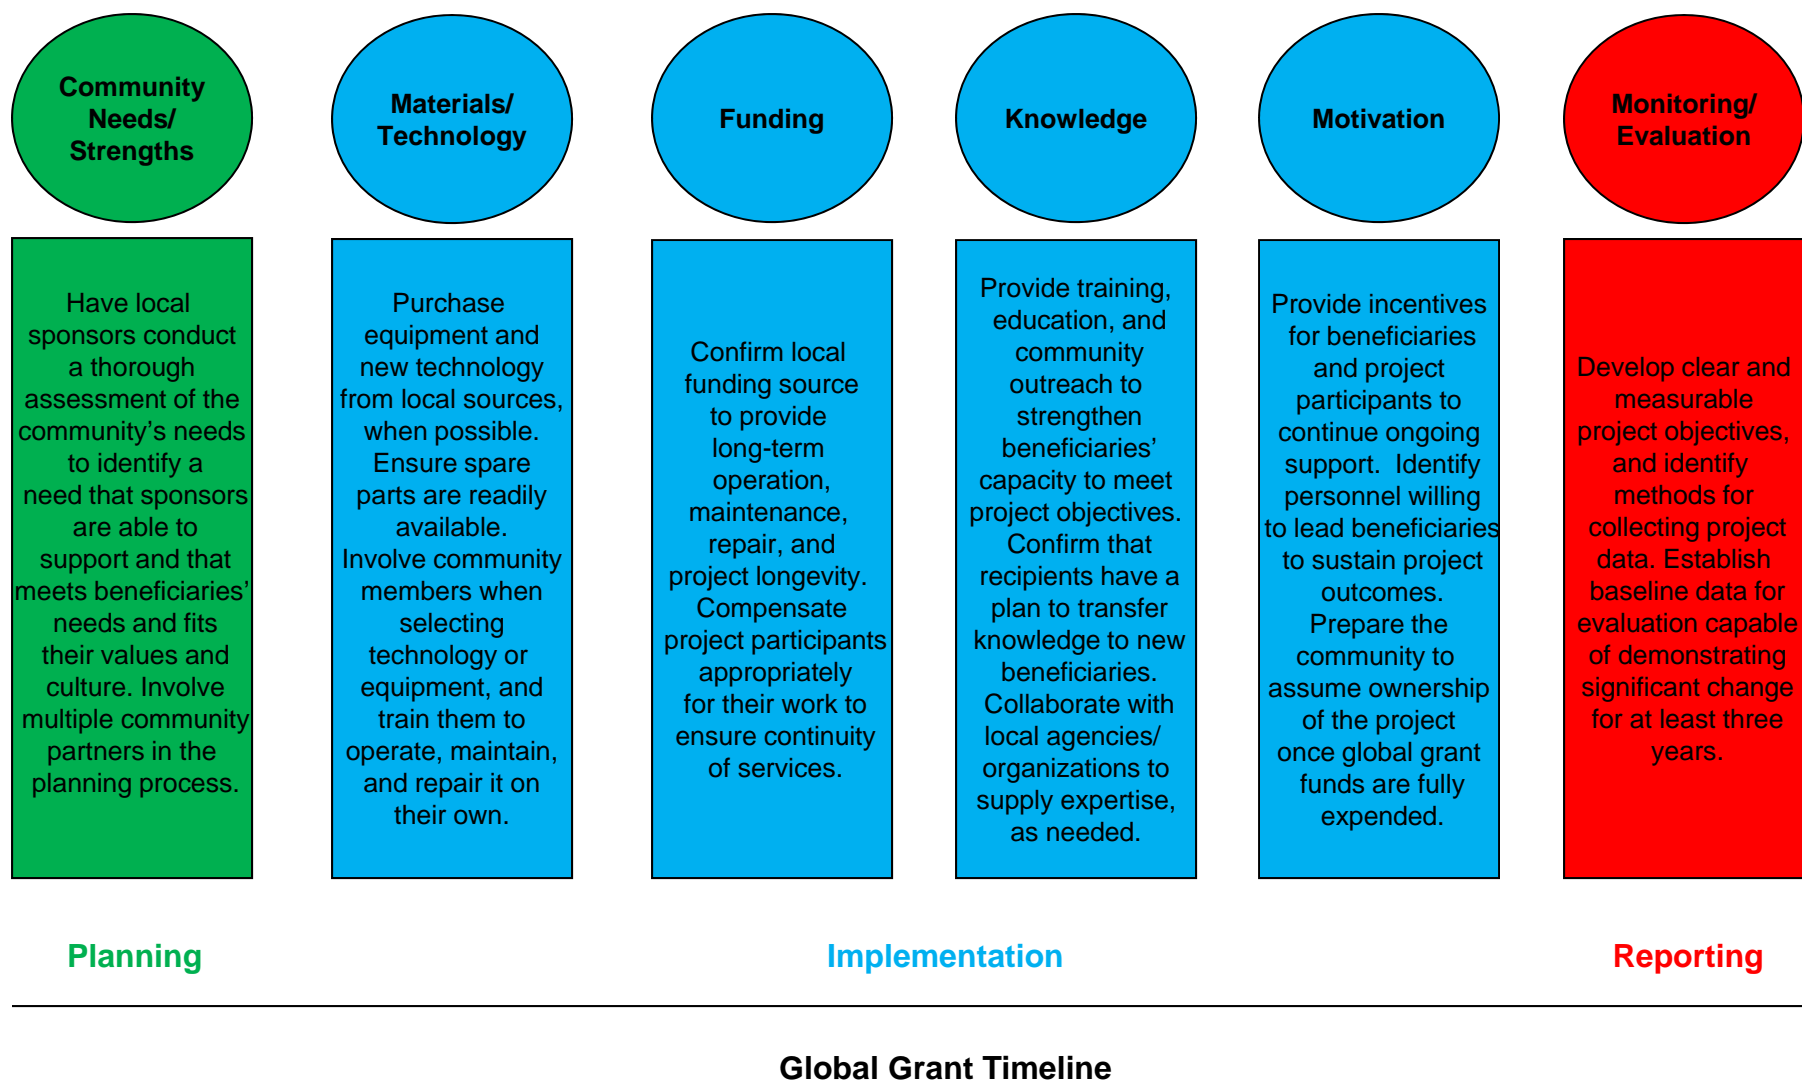 Community
Needs/
Strengths
Materials/
Technology
Funding
Knowledge
Motivation
Monitoring/
Evaluation
Have local
sponsors conduct
a thorough
assessment of the
community’s needs
to identify a
need that sponsors
are able to
support and that
meets beneficiaries’
needs and fits
their values and
culture. Involve
multiple community
partners in the
planning process.
Purchase
equipment and
new technology
from local sources,
when possible.
Ensure spare
parts are readily
available.
Involve community
members when
selecting
technology or
equipment, and
train them to
operate, maintain,
and repair it on
their own.
Confirm local
funding source
to provide
long-term
operation,
maintenance,
repair, and
project longevity.
Compensate
project participants
appropriately
for their work to
ensure continuity
of services.
Provide training,
education, and
community
outreach to
strengthen
beneficiaries’
capacity to meet
project objectives.
Confirm that
recipients have a
plan to transfer
knowledge to new
beneficiaries.
Collaborate with
local agencies/
organizations to
supply expertise,
as needed.
Provide incentives
for beneficiaries
and project
participants to
continue ongoing
support.  Identify
personnel willing
to lead beneficiaries
to sustain project
outcomes.
Prepare the
community to
assume ownership
of the project
once global grant
funds are fully
expended.
Develop clear and
measurable
project objectives,
and identify
methods for
collecting project
data. Establish
baseline data for
evaluation capable
of demonstrating
significant change
for at least three
years.
Planning
Implementation
Reporting
Global Grant Timeline